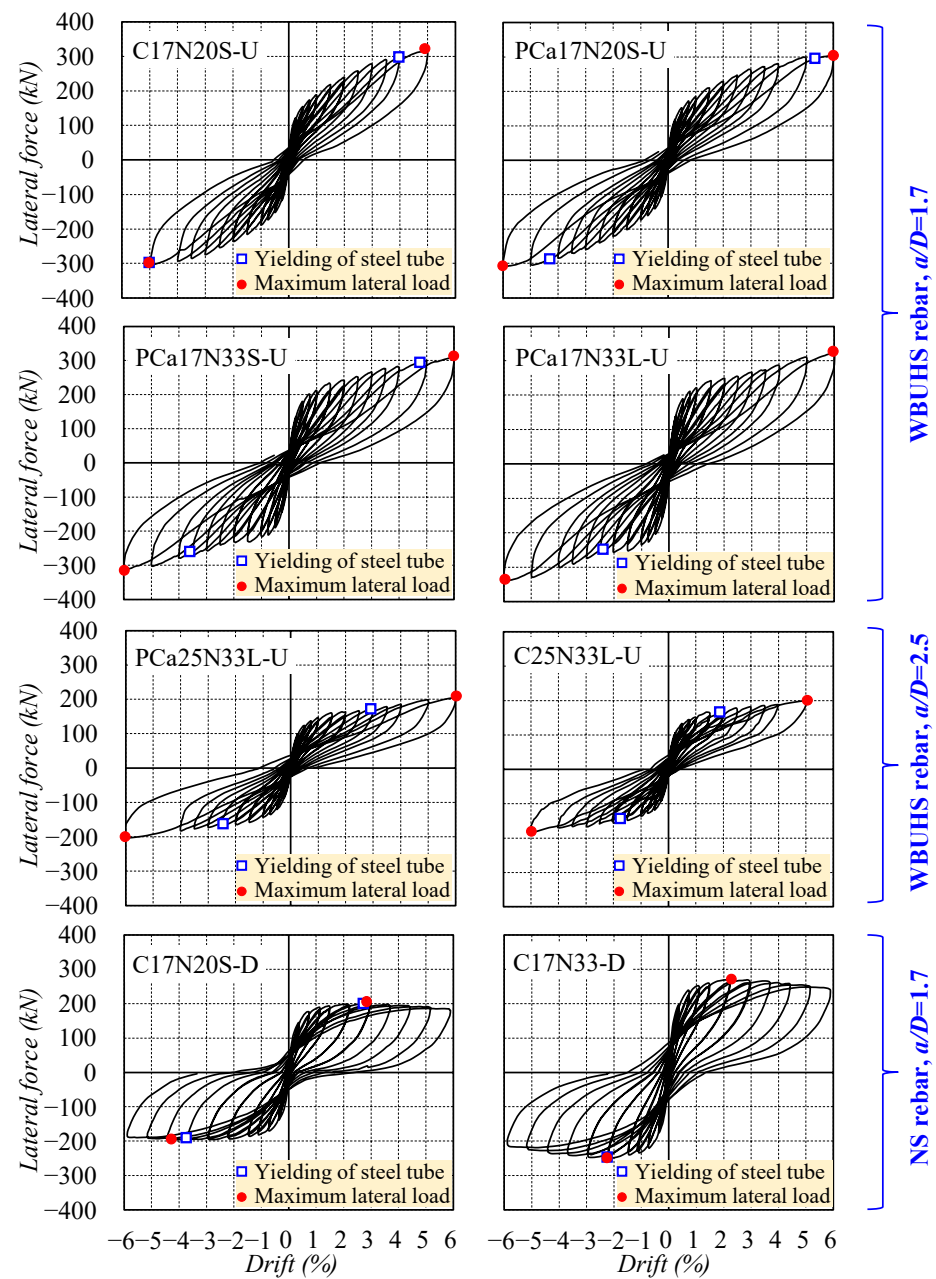 400
300
200
100
0
−100
−200
−300
−400
Lateral force (kN)
C17N20S-U
Yielding of steel tube
Maximum lateral load
PCa17N20S-U
Yielding of steel tube
Maximum lateral load
400
300
200
100
0
−100
−200
−300
−400
Lateral force (kN)
PCa17N33S-U
Yielding of steel tube
Maximum lateral load
PCa17N33L-U
Yielding of steel tube
Maximum lateral load
WBUHS rebar, a/D=1.7
400
300
200
100
0
−100
−200
−300
−400
Lateral force (kN)
PCa25N33L-U
Yielding of steel tube
Maximum lateral load
C25N33L-U
Yielding of steel tube
Maximum lateral load
WBUHS rebar, a/D=2.5
400
300
200
100
0
−100
−200
−300
−400
Lateral force (kN)
C17N20S-D
Yielding of steel tube
Maximum lateral load
C17N33-D
Yielding of steel tube
Maximum lateral load
NS rebar, a/D=1.7
−6 −5 −4 −3 −2 −1 0 1 2 3 4 5 6
Drift (%)
−6 −5 −4 −3 −2 −1 0 1 2 3 4 5 6
Drift (%)